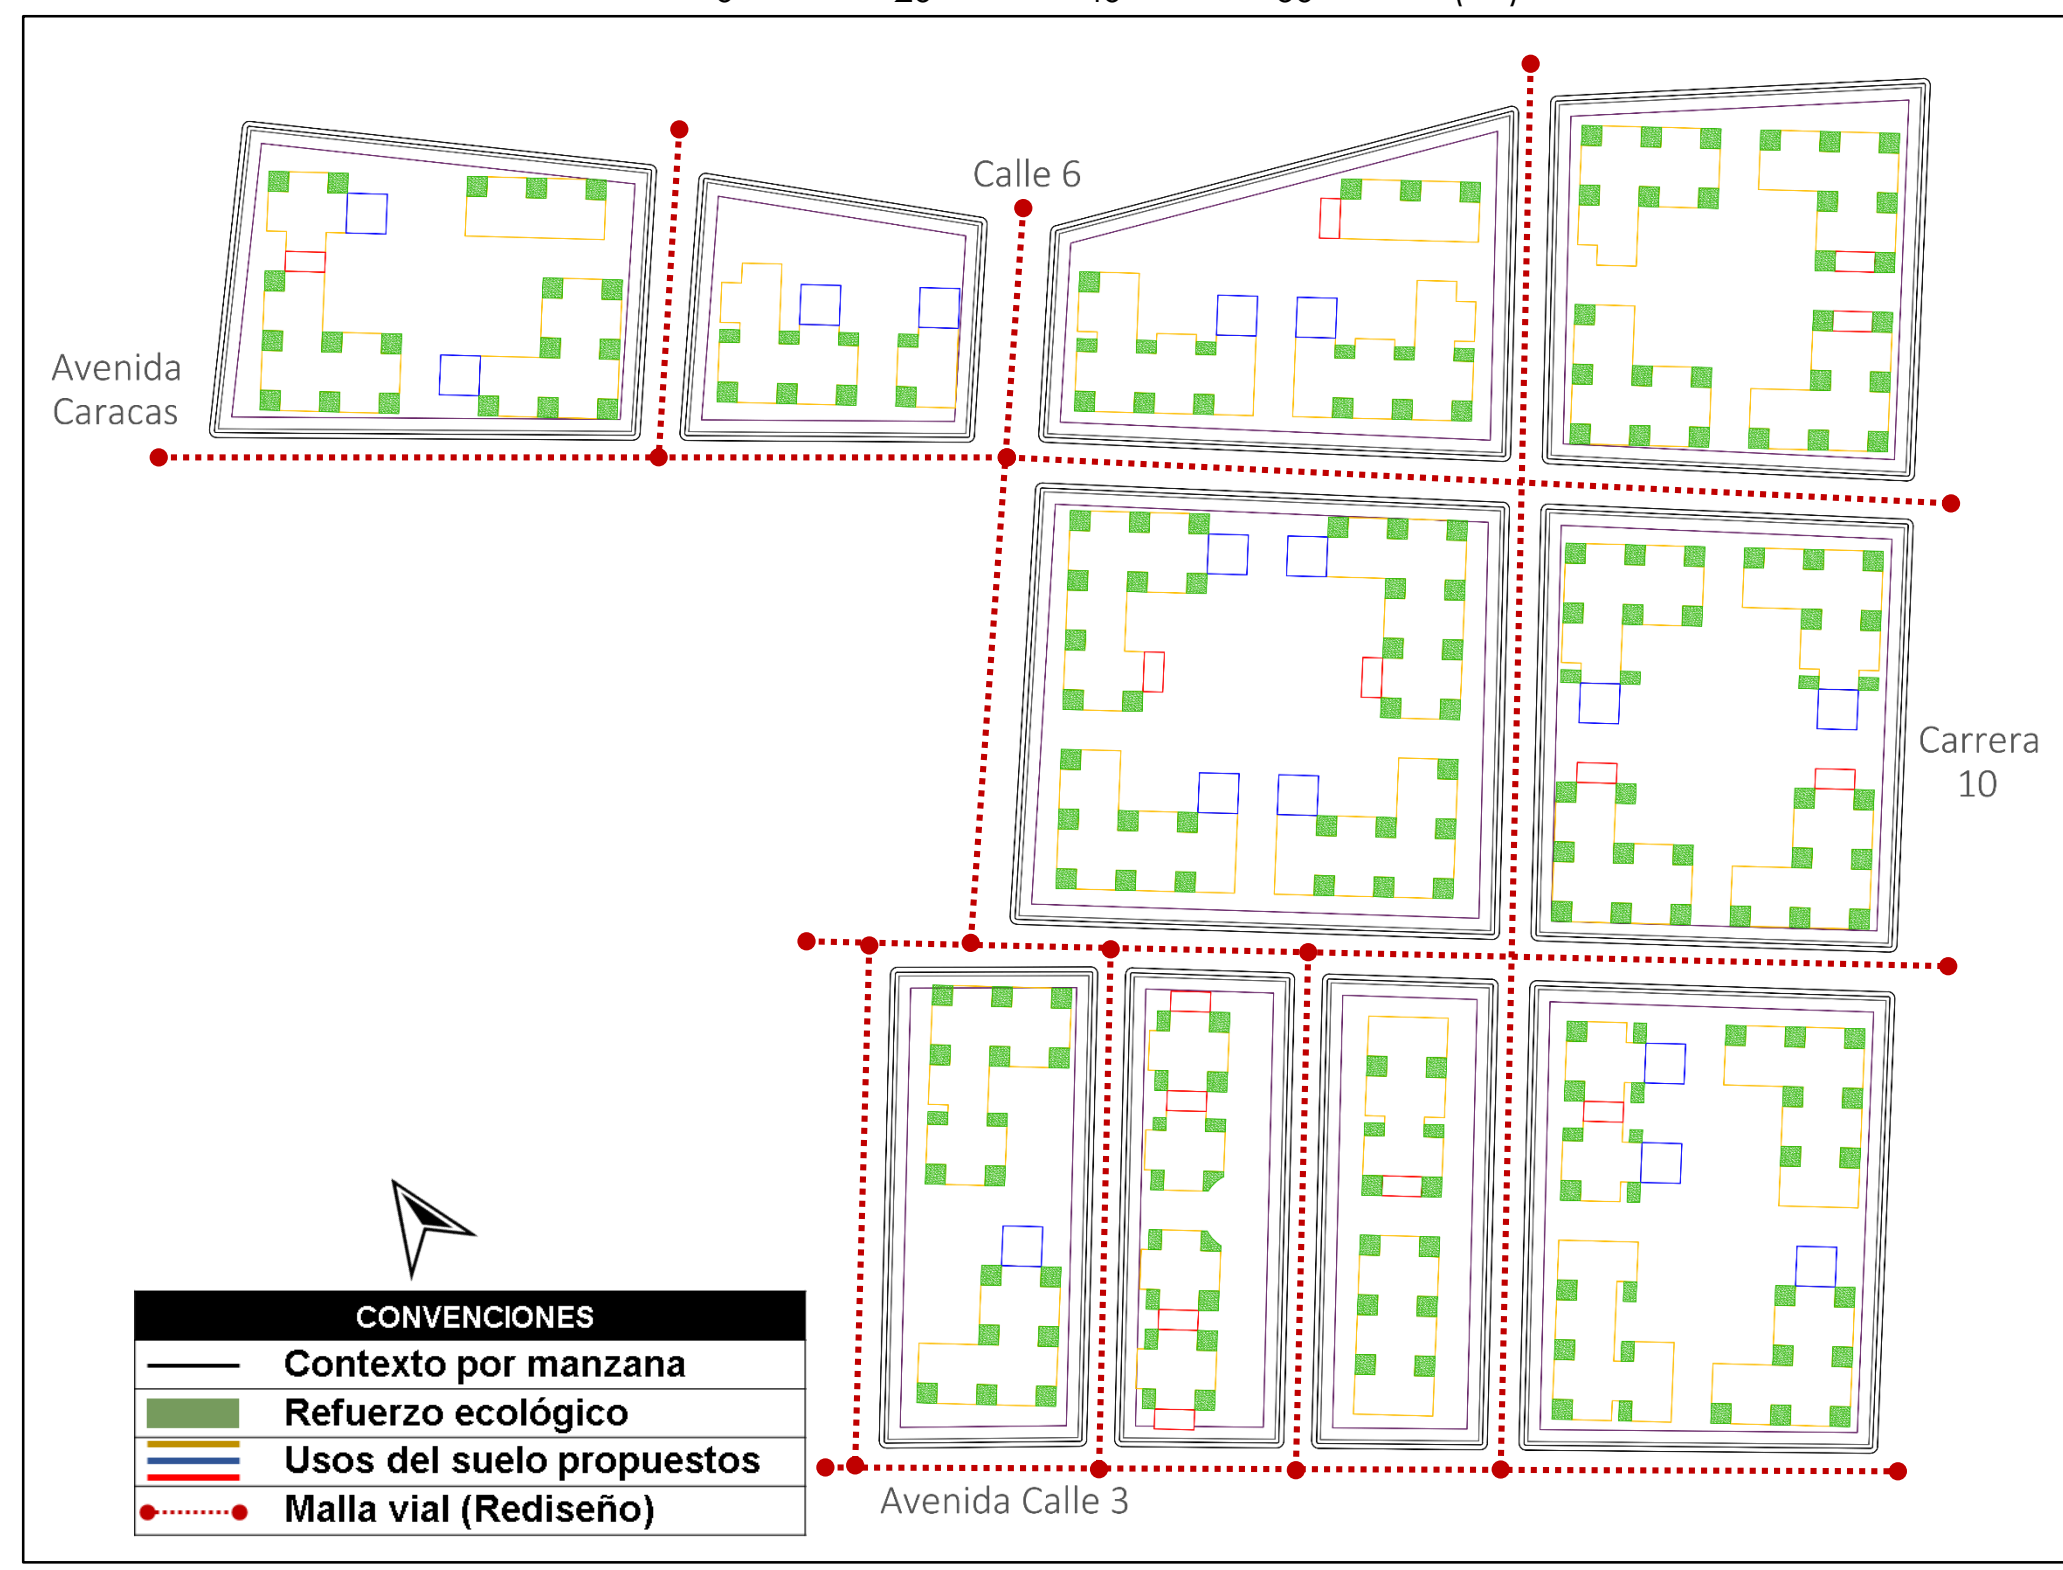 Calle 6
Avenida
Caracas
Carrera
10
CONVENCIONES
Contexto por manzana
Refuerzo ecológico
Usos del suelo propuestos
Malla vial (Rediseño)
Avenida Calle 3